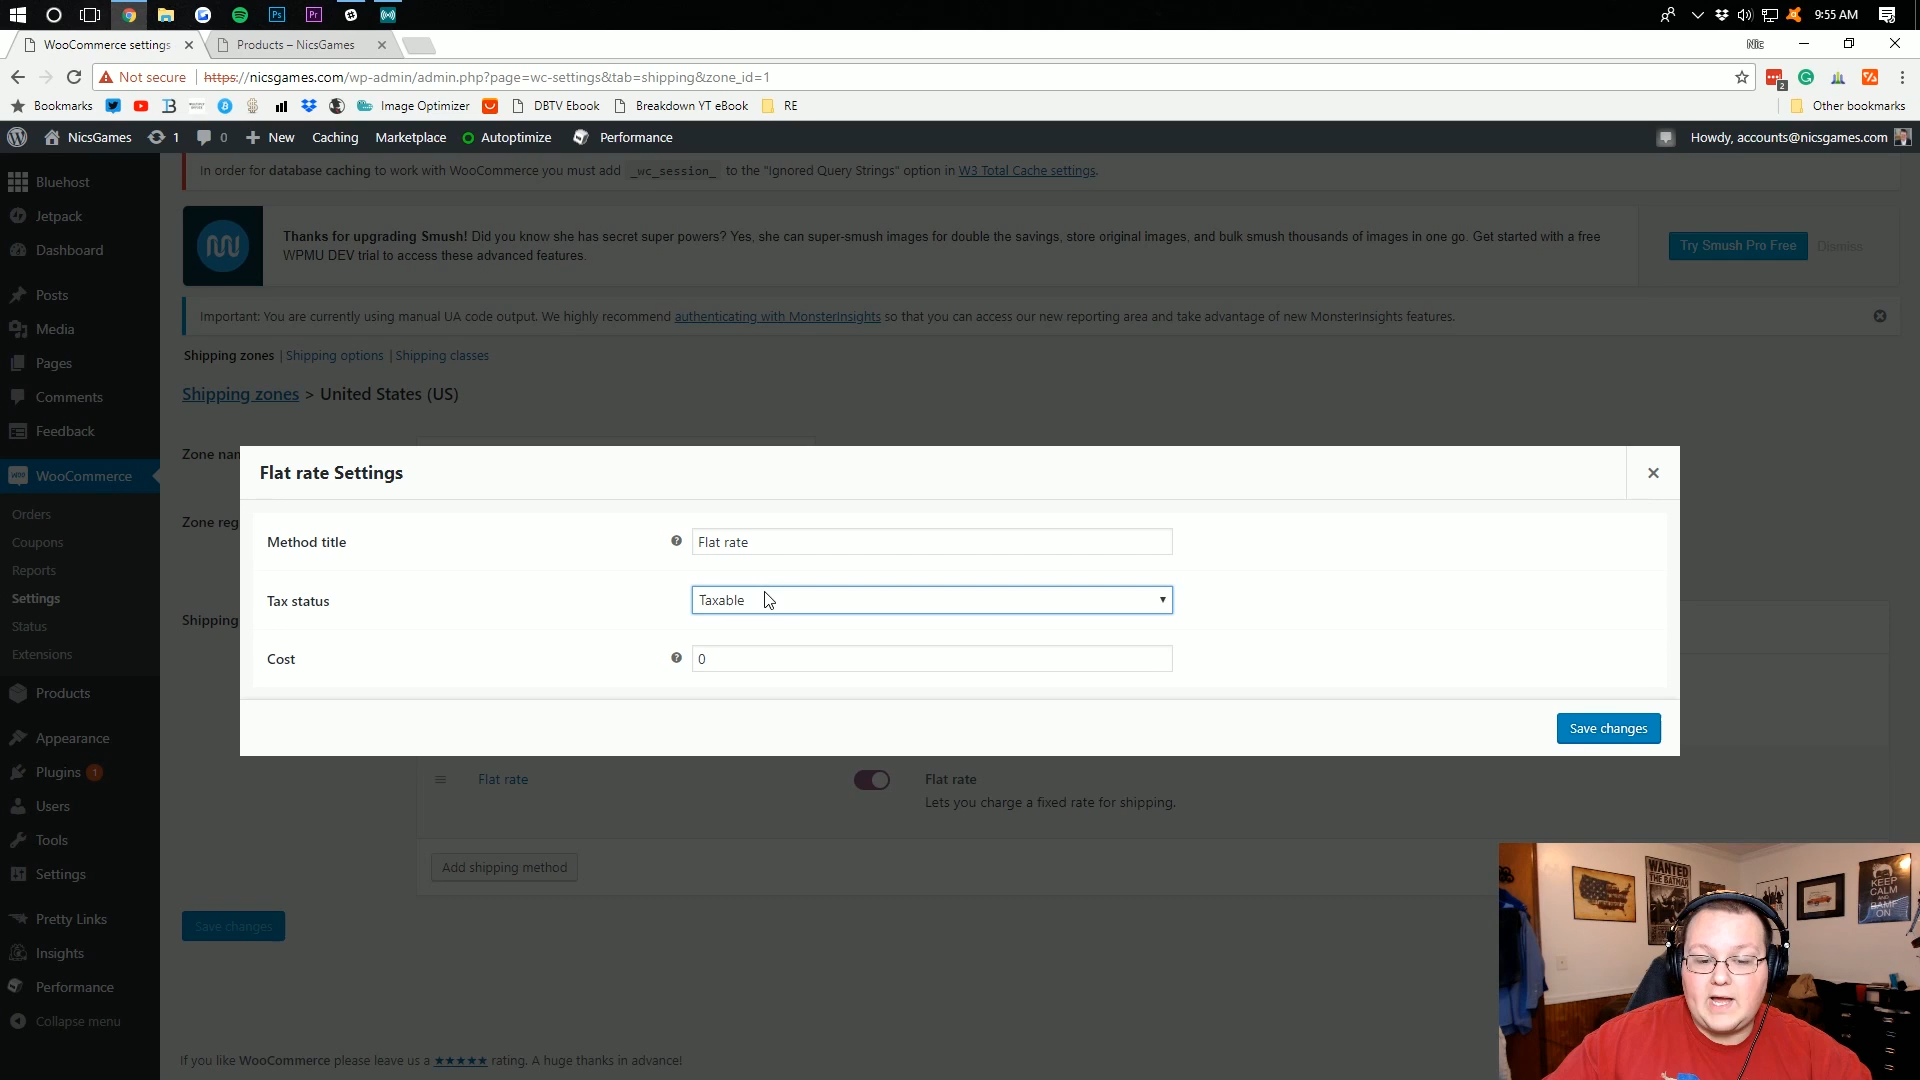 9:55 AM
WooCommerce settings
Products – NicsGames
Nic
Not secure
https://nicsgames.com/wp-admin/admin.php?page=wc-settings&tab=shipping&zone_id=1
2
Bookmarks
Image Optimizer
DBTV Ebook
Breakdown YT eBook
RE
Other bookmarks
NicsGames
1
0
New
Caching
Marketplace
Autoptimize
Performance
Howdy, accounts@nicsgames.com
Bluehost
Jetpack
Dashboard
Posts
Media
Pages
Comments
Feedback
WooCommerce
Orders
Coupons
Reports
Settings
Status
Extensions
Products
Appearance
Plugins 1
Users
Tools
Settings
Pretty Links
Insights
Performance
Collapse menu
In order for database caching to work with WooCommerce you must add _wc_session_ to the "Ignored Query Strings" option in W3 Total Cache settings.
Thanks for upgrading Smush! Did you know she has secret super powers? Yes, she can super-smush images for double the savings, store original images, and bulk smush thousands of images in one go. Get started with a free
WPMU DEV trial to access these advanced features.
Try Smush Pro Free
Dismiss
Important: You are currently using manual UA code output. We highly recommend authenticating with MonsterInsights so that you can access our new reporting area and take advantage of new MonsterInsights features.
Shipping zones | Shipping options | Shipping classes
Shipping zones > United States (US)
Zone nam
Zone reg
Shipping
Flat rate Settings
Method title
Flat rate
Tax status
Taxable
Cost
0
Save changes
Flat rate
Flat rate
Lets you charge a fixed rate for shipping.
Add shipping method
Save changes
If you like WooCommerce please leave us a ★★★★★ rating. A huge thanks in advance!
WANTED
THE BATMAN
KEEP
CALM
AND
BAMF
ON